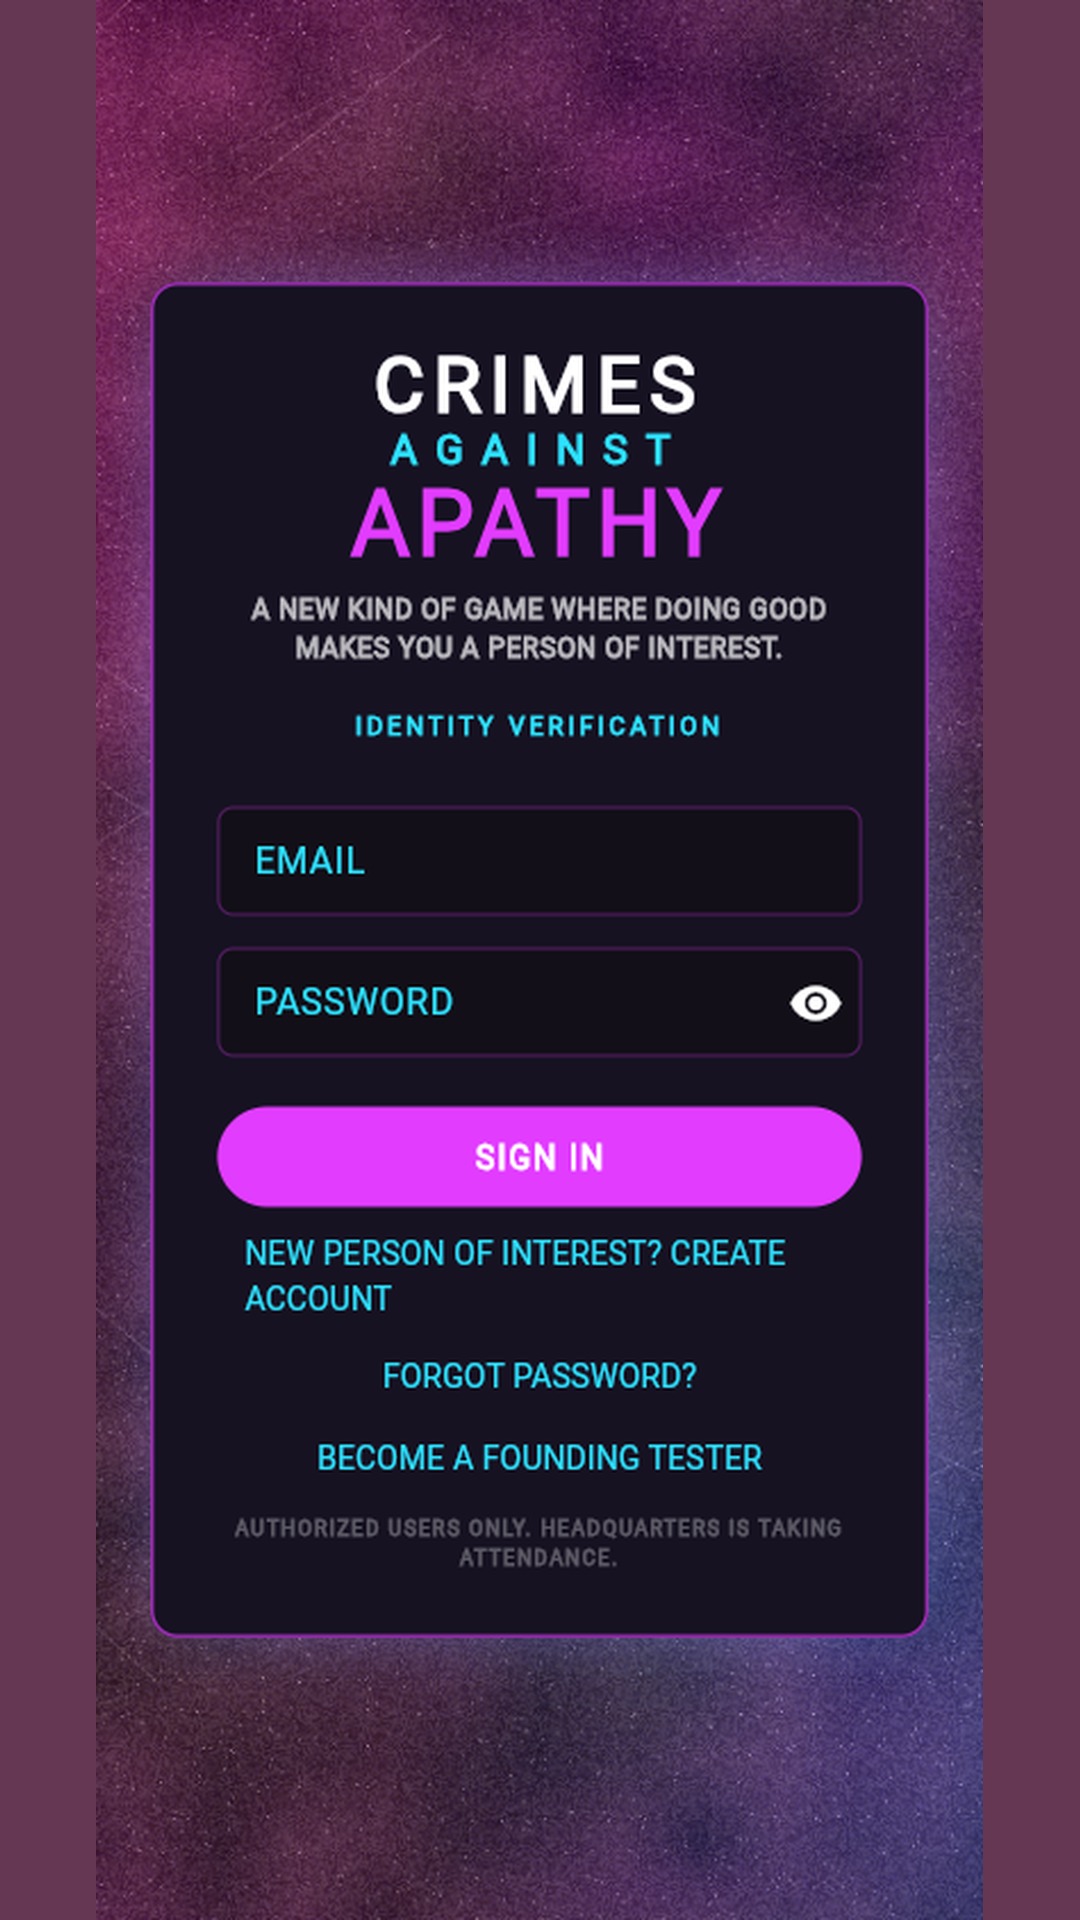 CRIMES
AGAINST
APATHY
A NEW KIND OF GAME WHERE DOING GOOD
MAKES YOU A PERSON OF INTEREST.
IDENTITY VERIFICATION
EMAIL
PASSWORD
SIGN IN
NEW PERSON OF INTEREST? CREATE
ACCOUNT
FORGOT PASSWORD?
BECOME A FOUNDING TESTER
AUTHORIZED USERS ONLY. HEADQUARTERS IS TAKING
ATTENDANCE.